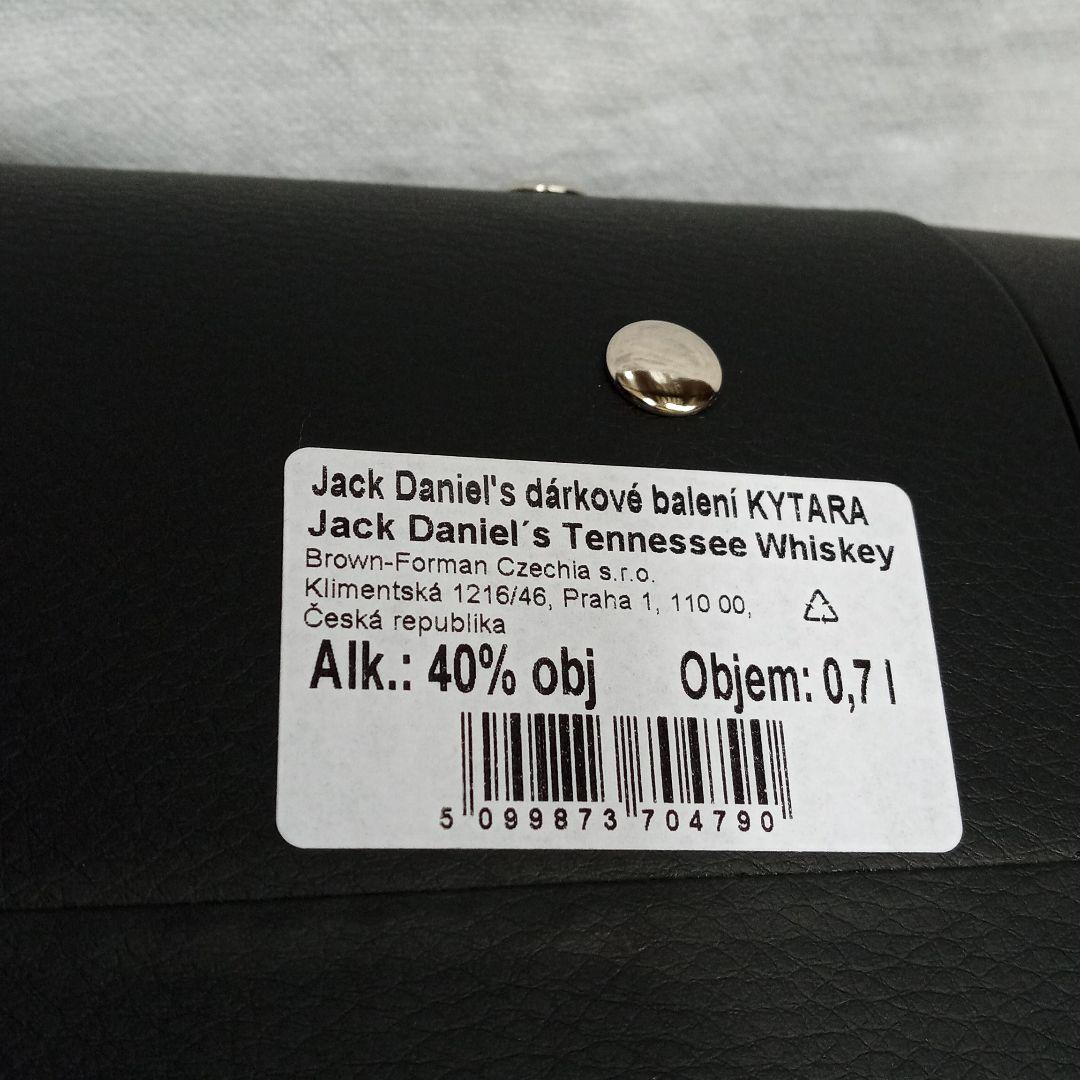 Jack Daniel's dárkové balení KYTARA
Jack Daniel´s Tennessee Whiskey
Brown-Forman Czechia s.r.o.
Klimentská 1216/46, Praha 1, 110 00,
Česká republika
Alk.: 40% obj Objem: 0,7 l
5 099873 704790